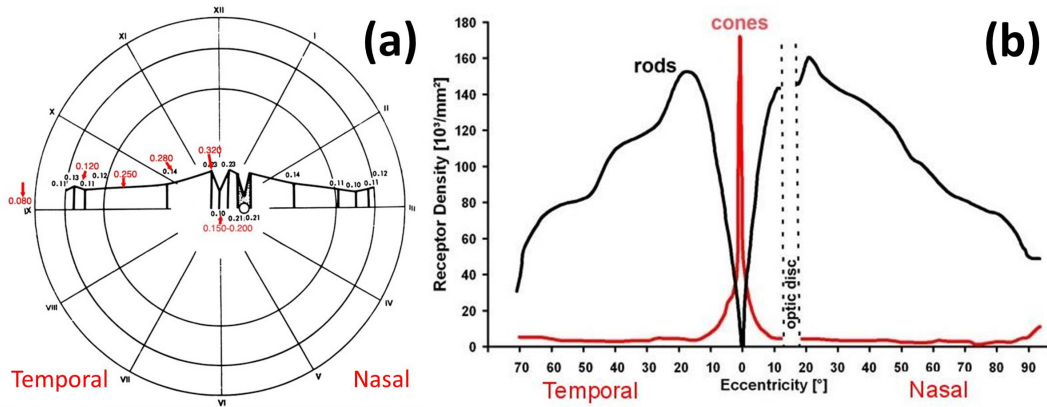 (a)
XII
XI
I
X
II
0.320
0.23
0.23
0.280
0.14
0.14
0.120
0.13
0.12
0.11
0.11
0.250
0.080
IX
0.11
0.10
0.11
0.12
III
0.10
0.21
0.21
0.150-0.200
VIII
IV
VII
V
VI
Temporal
Nasal
(b)
cones
rods
Receptor Density [10³/mm²]
180
160
140
120
100
80
60
40
20
0
optic disc
70 60 50 40 30 20 10 0 10 20 30 40 50 60 70 80 90
Temporal
Eccentricity [°]
Nasal